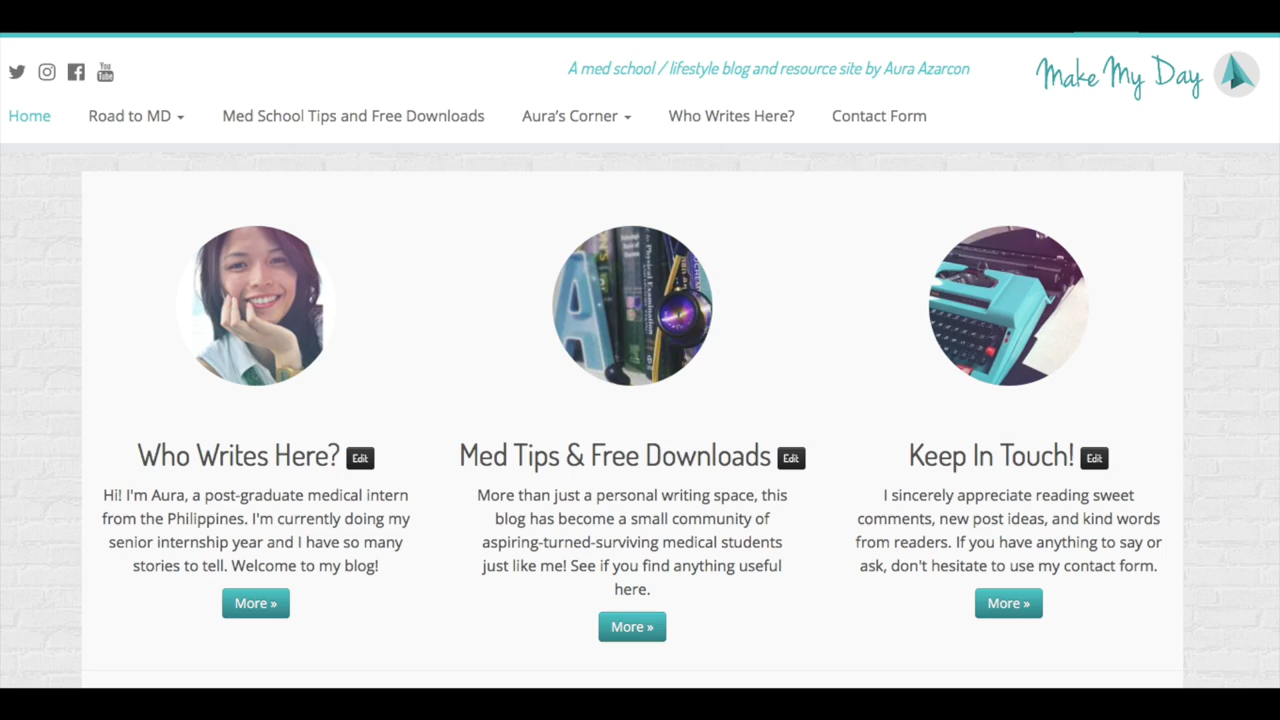 You Tube
A med school / lifestyle blog and resource site by Aura Azarcon
Make My Day
Home
Road to MD
Med School Tips and Free Downloads
Aura's Corner
Who Writes Here?
Contact Form
A
Physical Examination
Who Writes Here? Edit
Hi! I'm Aura, a post-graduate medical intern
from the Philippines. I'm currently doing my
senior internship year and I have so many
stories to tell. Welcome to my blog!
More »
Med Tips & Free Downloads Edit
More than just a personal writing space, this
blog has become a small community of
aspiring-turned-surviving medical students
just like me! See if you find anything useful
here.
More »
Keep In Touch! Edit
I sincerely appreciate reading sweet
comments, new post ideas, and kind words
from readers. If you have anything to say or
ask, don't hesitate to use my contact form.
More »